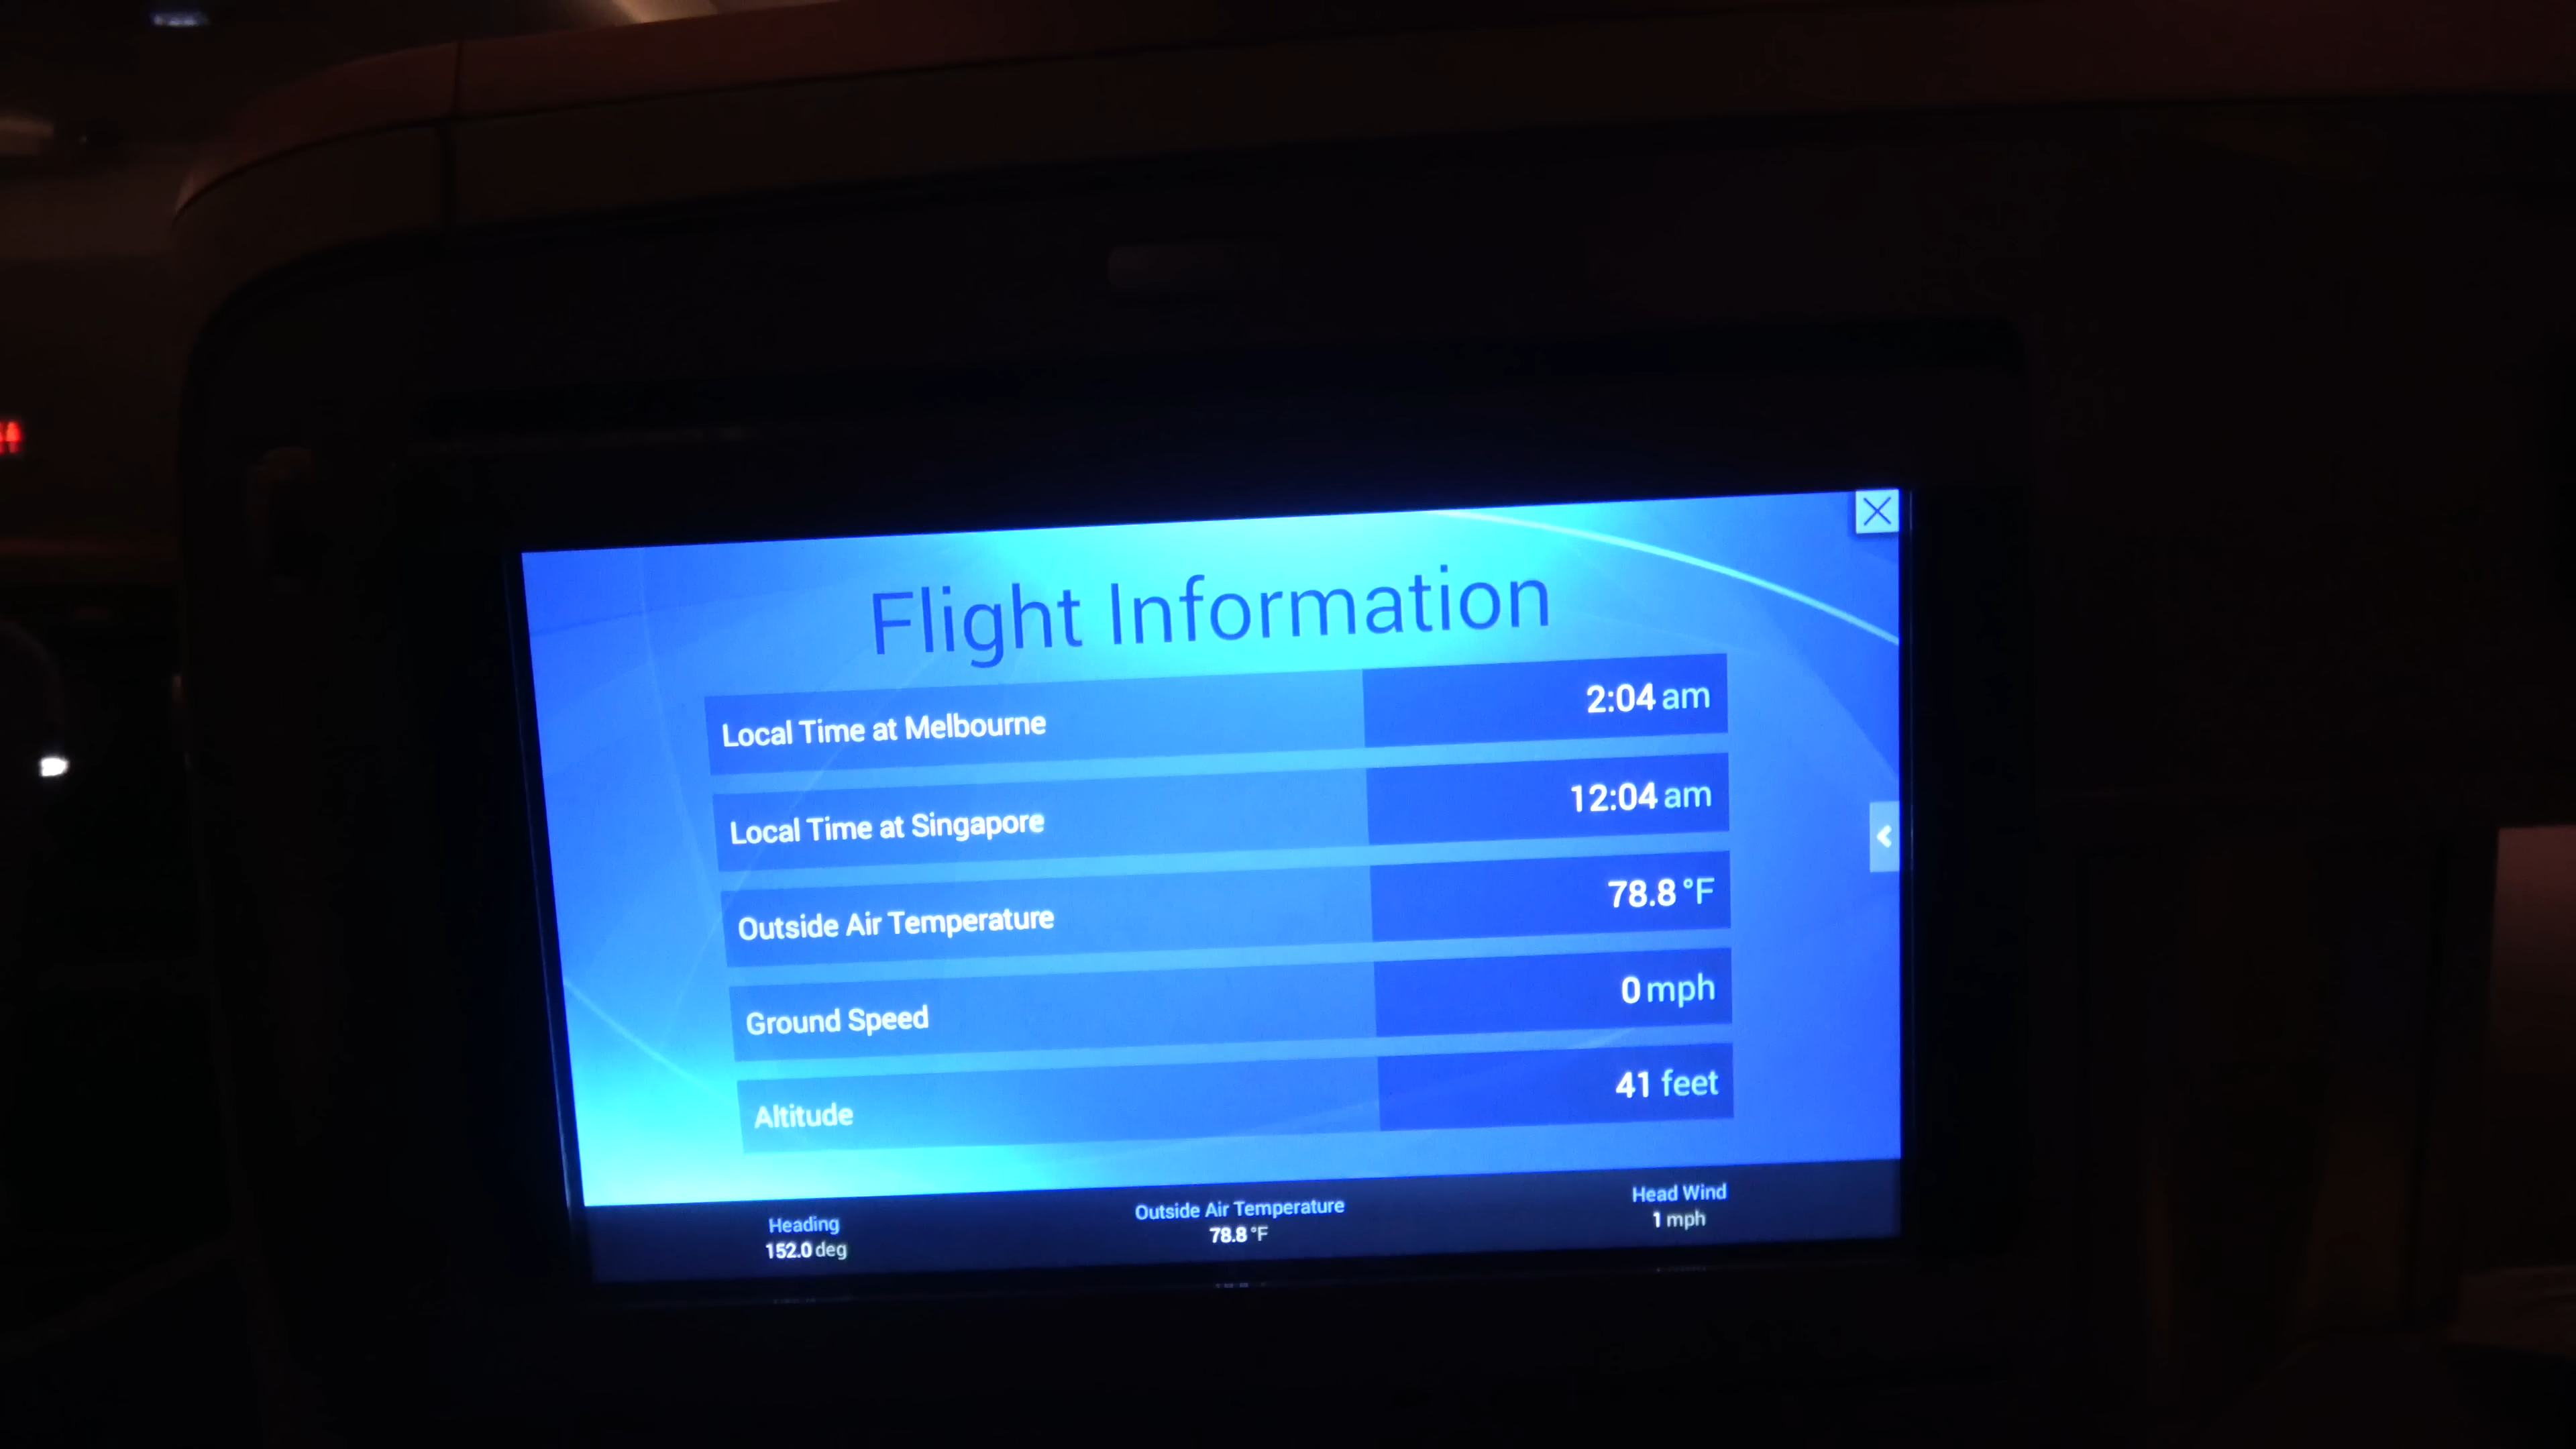 Flight Information
Local Time at Melbourne 2:04 am
Local Time at Singapore 12:04 am
Outside Air Temperature 78.8 °F
Ground Speed 0 mph
Altitude 41 feet
Heading Outside Air Temperature Head Wind
152.0 deg 78.8 °F 1 mph